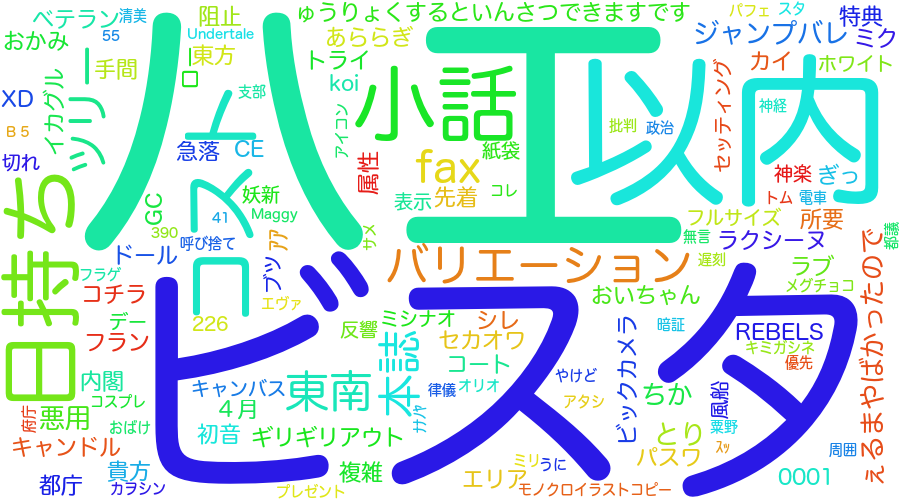 ベテラン
清美
55
阻止
ゅうりょくするといんさつできますです
パフェ
スタ
特典
おかみ
Undertale
あららぎ
ジャンプバレ
ミク
手間
ロー
東方
トライ
カイ
ホワイト
ツリー
イカグル
XD
支部
koi
小話
以内
ハエ
セッティング
神経
B5
アイコン
批判
政治
切れ
急落
CE
紙袋
属性
fax
神楽
ぎっ
日持ち
コスト
妖新
表示
先着
コレ
トム
電車
GC
Maggy
フルサイズ
所要
390
41
サメ
無言
ラクシーヌ
都議
ドール
呼び捨て
アア
バリエーション
遅刻
ラブ
フラゲ
ブツ
エヴァ
メグチョコ
コチラ
おいちゃん
ビスタ
デー
226
反響
ミシナオ
シレ
ビックカメラ
暗証
REBELS
フラン
本誌
セカオワ
キミガシネ
ぇるまやばかったので
内閣
コート
優先
キャンバス
東南
律儀
オリオ
やけど
ちか
風船
コスプレ
府庁
悪用
4月
サノヤ
アタシ
おばけ
初音
ギリギリアウト
とり
粟野
キャンドル
スッ
周囲
貴方
ミリ
うに
パスワ
都庁
カヲシン
複雑
エリア
0001
プレゼント
モノクロイラストコピー